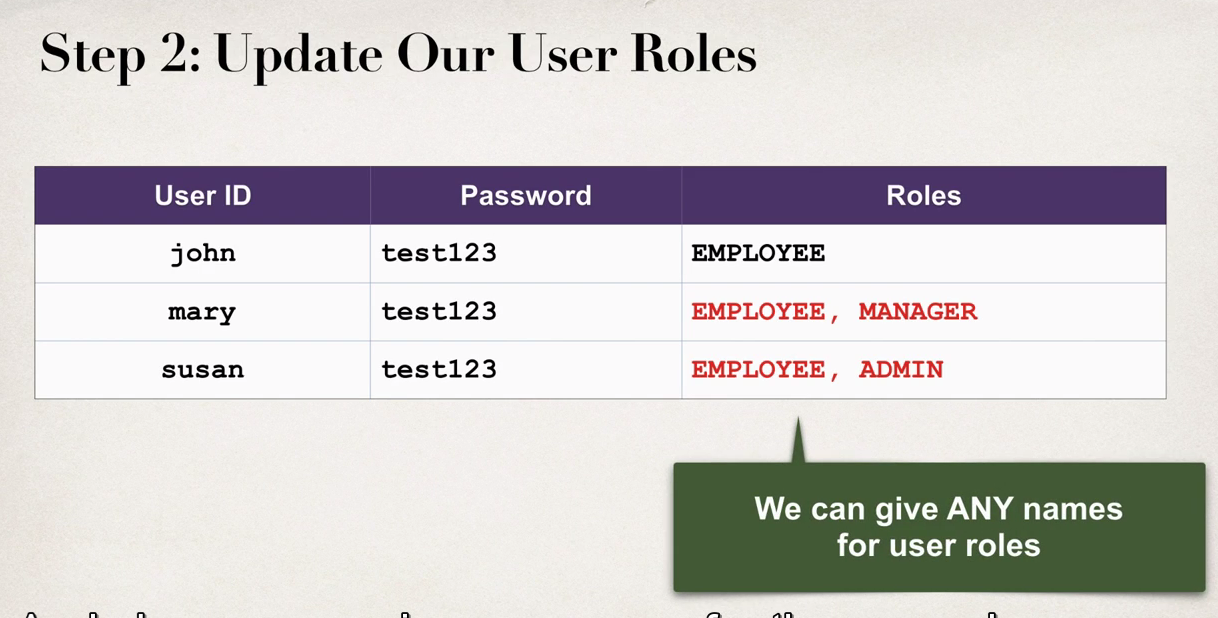 Step 2: Update Our User Roles
User ID Password Roles
john test123 EMPLOYEE
mary test123 EMPLOYEE, MANAGER
susan test123 EMPLOYEE, ADMIN
We can give ANY names
for user roles